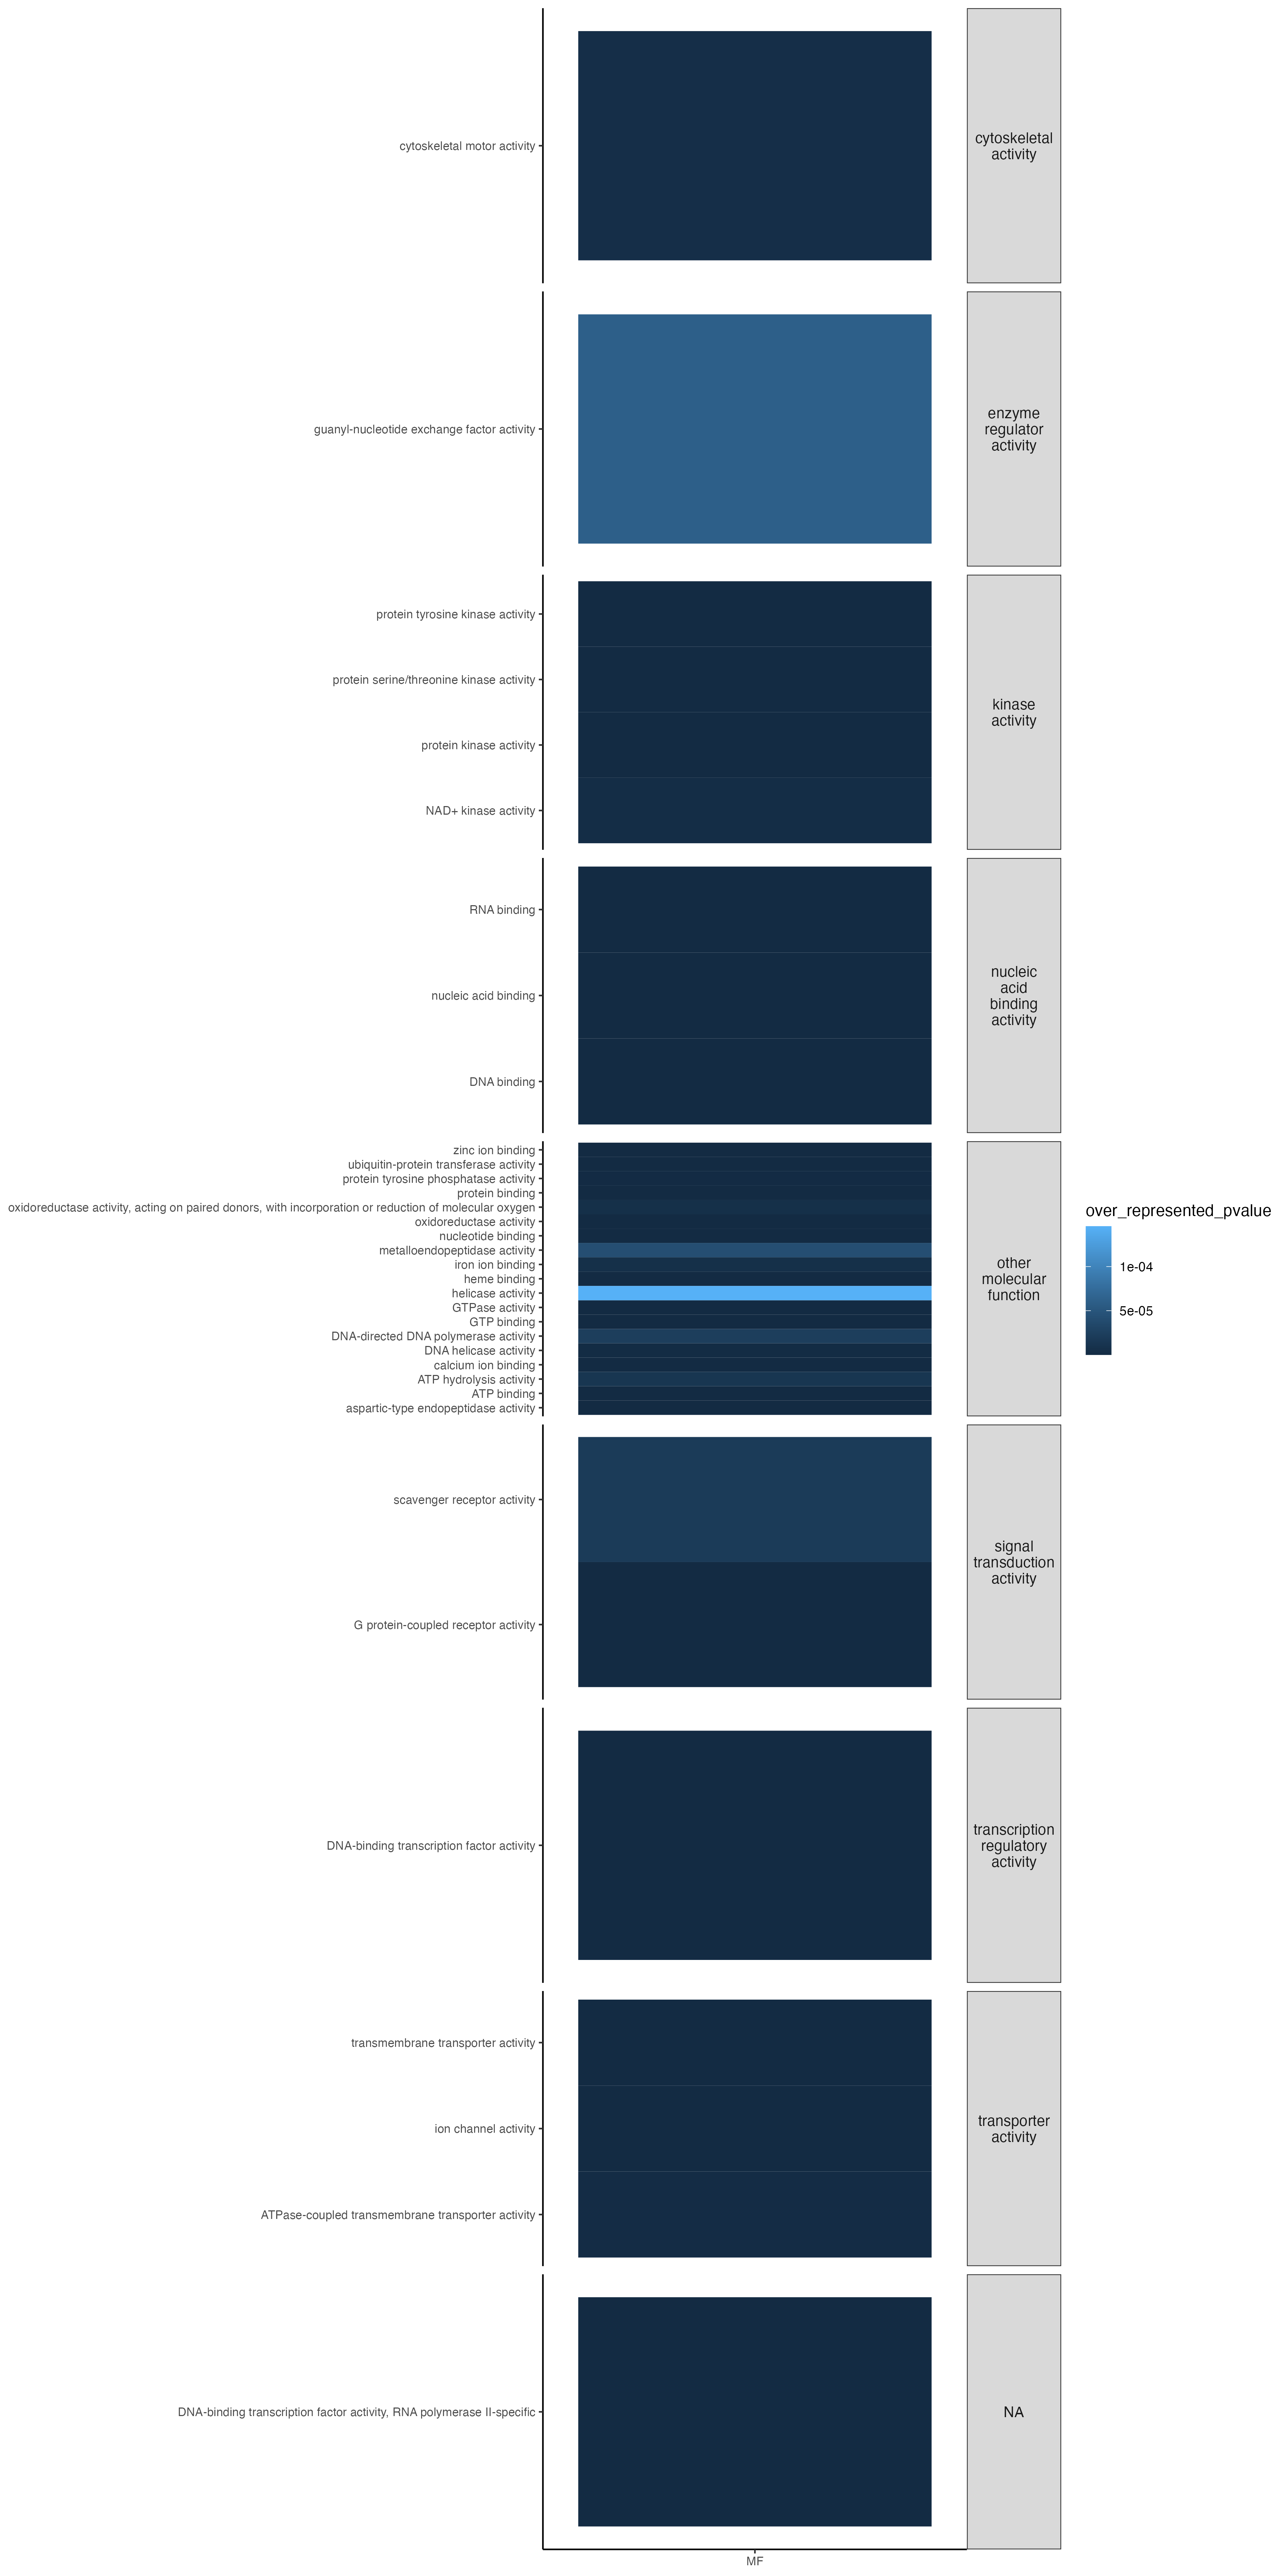 cytoskeletal motor activity
cytoskeletal
activity
guanyl-nucleotide exchange factor activity
enzyme
regulator
activity
protein tyrosine kinase activity
protein serine/threonine kinase activity
protein kinase activity
NAD+ kinase activity
kinase
activity
RNA binding
nucleic acid binding
DNA binding
nucleic
acid
binding
activity
zinc ion binding
ubiquitin-protein transferase activity
protein tyrosine phosphatase activity
protein binding
oxidoreductase activity, acting on paired donors, with incorporation or reduction of molecular oxygen
oxidoreductase activity
nucleotide binding
metalloendopeptidase activity
iron ion binding
heme binding
helicase activity
GTPase activity
GTP binding
DNA-directed DNA polymerase activity
DNA helicase activity
calcium ion binding
ATP hydrolysis activity
ATP binding
aspartic-type endopeptidase activity
other
molecular
function
over_represented_pvalue
1e-04
5e-05
scavenger receptor activity
G protein-coupled receptor activity
signal
transduction
activity
DNA-binding transcription factor activity
transcription
regulatory
activity
transmembrane transporter activity
ion channel activity
ATPase-coupled transmembrane transporter activity
transporter
activity
DNA-binding transcription factor activity, RNA polymerase II-specific
NA
MF